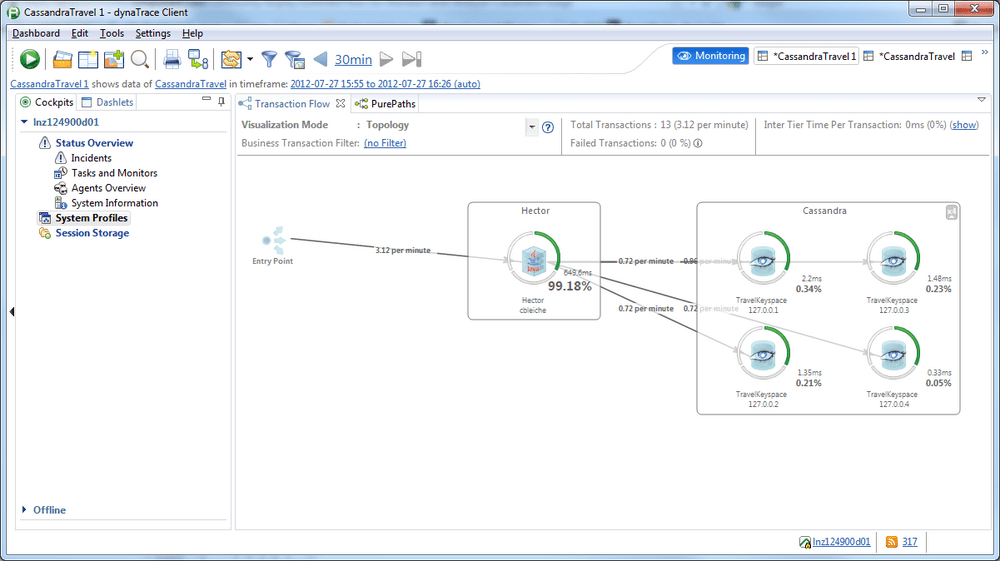 CassandraTravel 1 - dynaTrace Client
Dashboard Edit Tools Settings Help
30min
Monitoring *CassandraTravel 1 *CassandraTravel
CassandraTravel 1 shows data of CassandraTravel in timeframe: 2012-07-27 15:55 to 2012-07-27 16:26 (auto)
Cockpits Dashlets
lnz124900d01
Status Overview
Incidents
Tasks and Monitors
Agents Overview
System Information
System Profiles
Session Storage
Offline
Transaction Flow PurePaths
Visualization Mode : Topology
Business Transaction Filter: (no Filter)
Total Transactions : 13 (3.12 per minute)
Failed Transactions: 0 (0 %)
Inter Tier Time Per Transaction: 0ms (0%) (show)
Entry Point
3.12 per minute
Hector
Java
649.6ms
99.18%
Hector
cbleiche
0.72 per minute
0.96 per minute
0.72 per minute
0.72 per minute
Cassandra
2.2ms
0.34%
TravelKeyspace
127.0.0.1
1.48ms
0.23%
TravelKeyspace
127.0.0.3
1.35ms
0.21%
TravelKeyspace
127.0.0.2
0.33ms
0.05%
TravelKeyspace
127.0.0.4
lnz124900d01 317